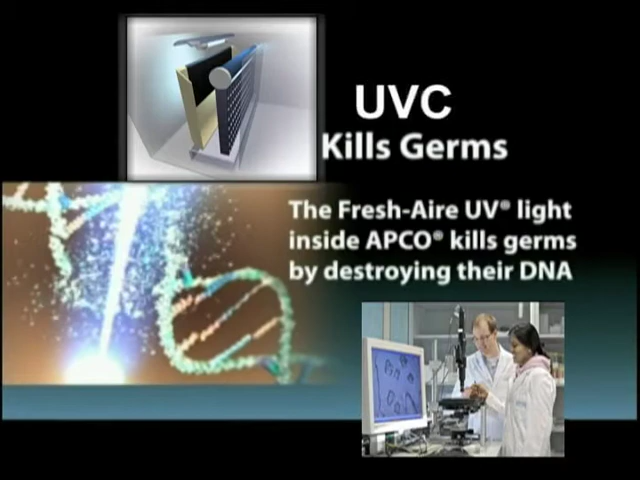 UVC
Kills Germs
The Fresh-Aire UV® light
inside APCO® kills germs
by destroying their DNA